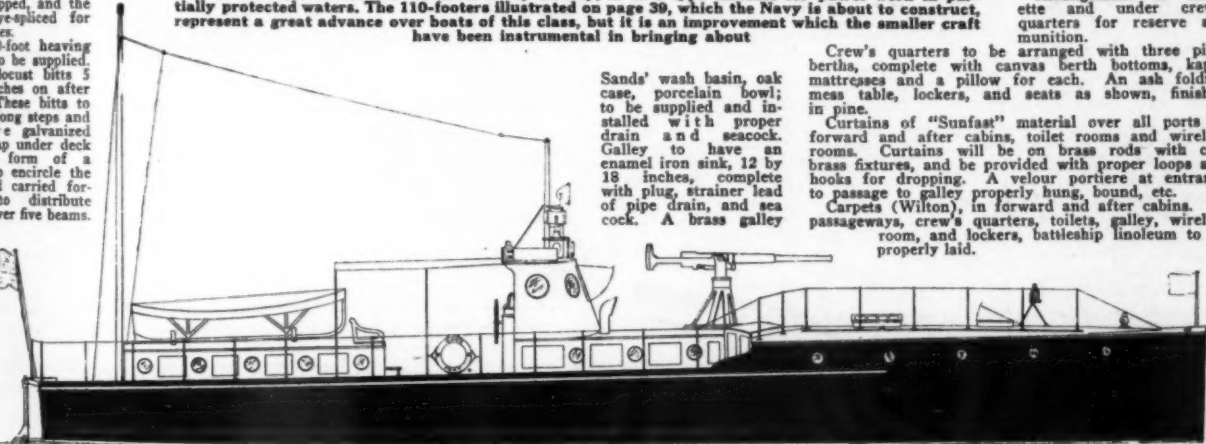 pped, and the
ye-spliced for
es.
-foot heaving
o be supplied.
locust bitts 5
ches on after
These bitts to
ong steps and
e galvanized
ap under deck
form of a
o encircle the
d carried for-
to distribute
ver five beams.
tially protected waters. The 110-footers illustrated on page 39, which the Navy is about to construct,
represent a great advance over boats of this class, but it is an improvement which the smaller craft
have been instrumental in bringing about
Sands' wash basin, oak
case, porcelain bowl;
to be supplied and in-
stalled with proper
drain and seacock.
Galley to have an
enamel iron sink, 12 by
18 inches, complete
with plug, strainer lead
of pipe drain, and sea
cock. A brass galley
ette and under crew
quarters for reserve a
munition.
Crew's quarters to be arranged with three pi
berths, complete with canvas berth bottoms, kap
mattresses and a pillow for each. An ash foldi
mess table, lockers, and seats as shown, finish
in pine.
Curtains of "Sunfast" material over all ports
forward and after cabins, toilet rooms and wirel
rooms. Curtains will be on brass rods with c
brass fixtures, and be provided with proper loops a
hooks for dropping. A velour portiere at entran
to passage to galley properly hung, bound, etc.
Carpets (Wilton), in forward and after cabins.
passageways, crew's quarters, toilets, galley, wirel
room, and lockers, battleship linoleum to
properly laid.